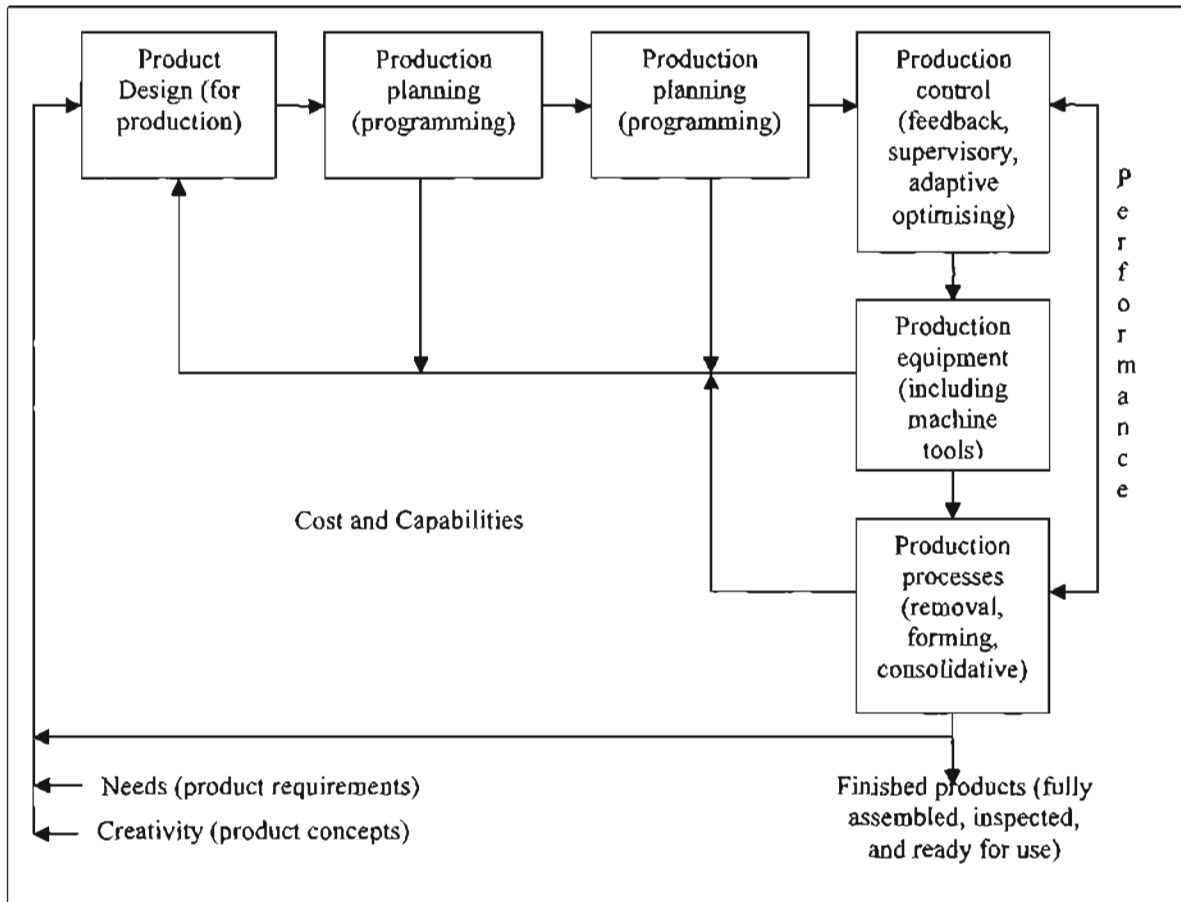 Product
Design (for
production)
Production
planning
(programming)
Production
planning
(programming)
Production
control
(feedback,
supervisory,
adaptive
optimising)
Performance
Production
equipment
(including
machine
tools)
Cost and Capabilities
Production
processes
(removal,
forming,
consolidative)
Needs (product requirements)
Creativity (product concepts)
Finished products (fully
assembled, inspected,
and ready for use)